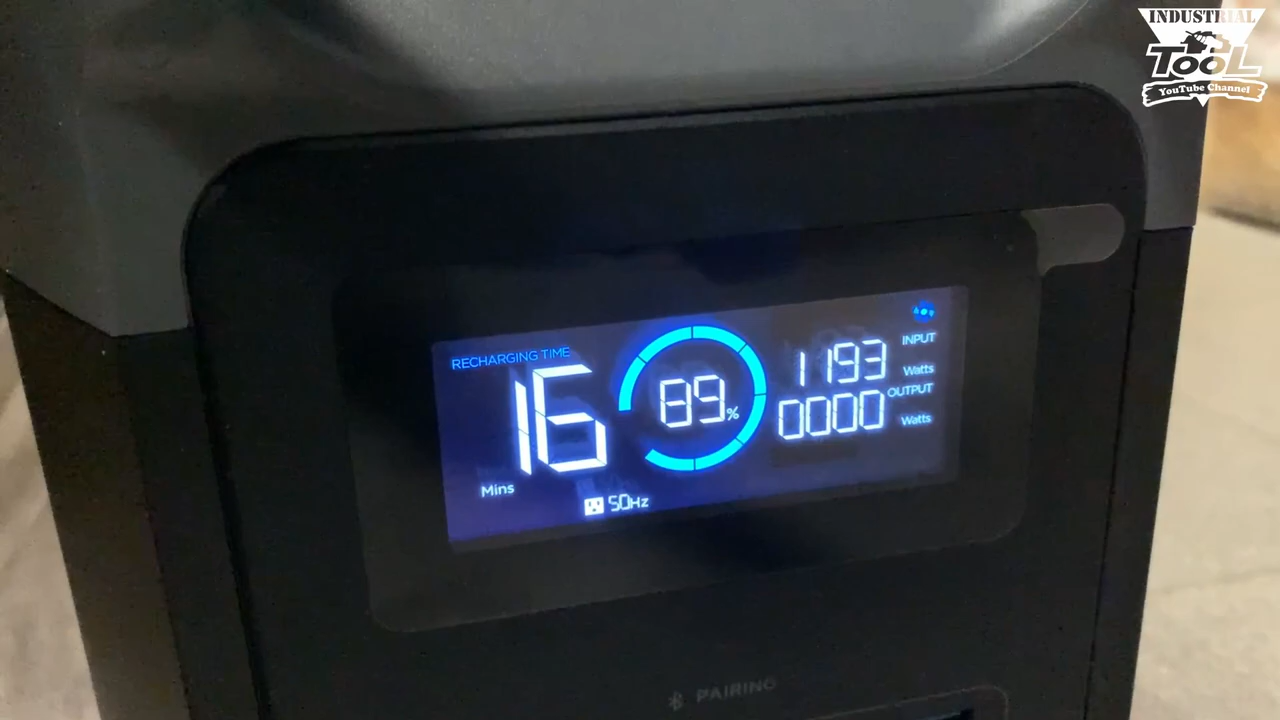 INDUSTRIAL
TOOL
YouTube Channel
RECHARGING TIME
16
Mins
89%
1193
INPUT
Watts
0000
OUTPUT
Watts
50Hz
PAIRING